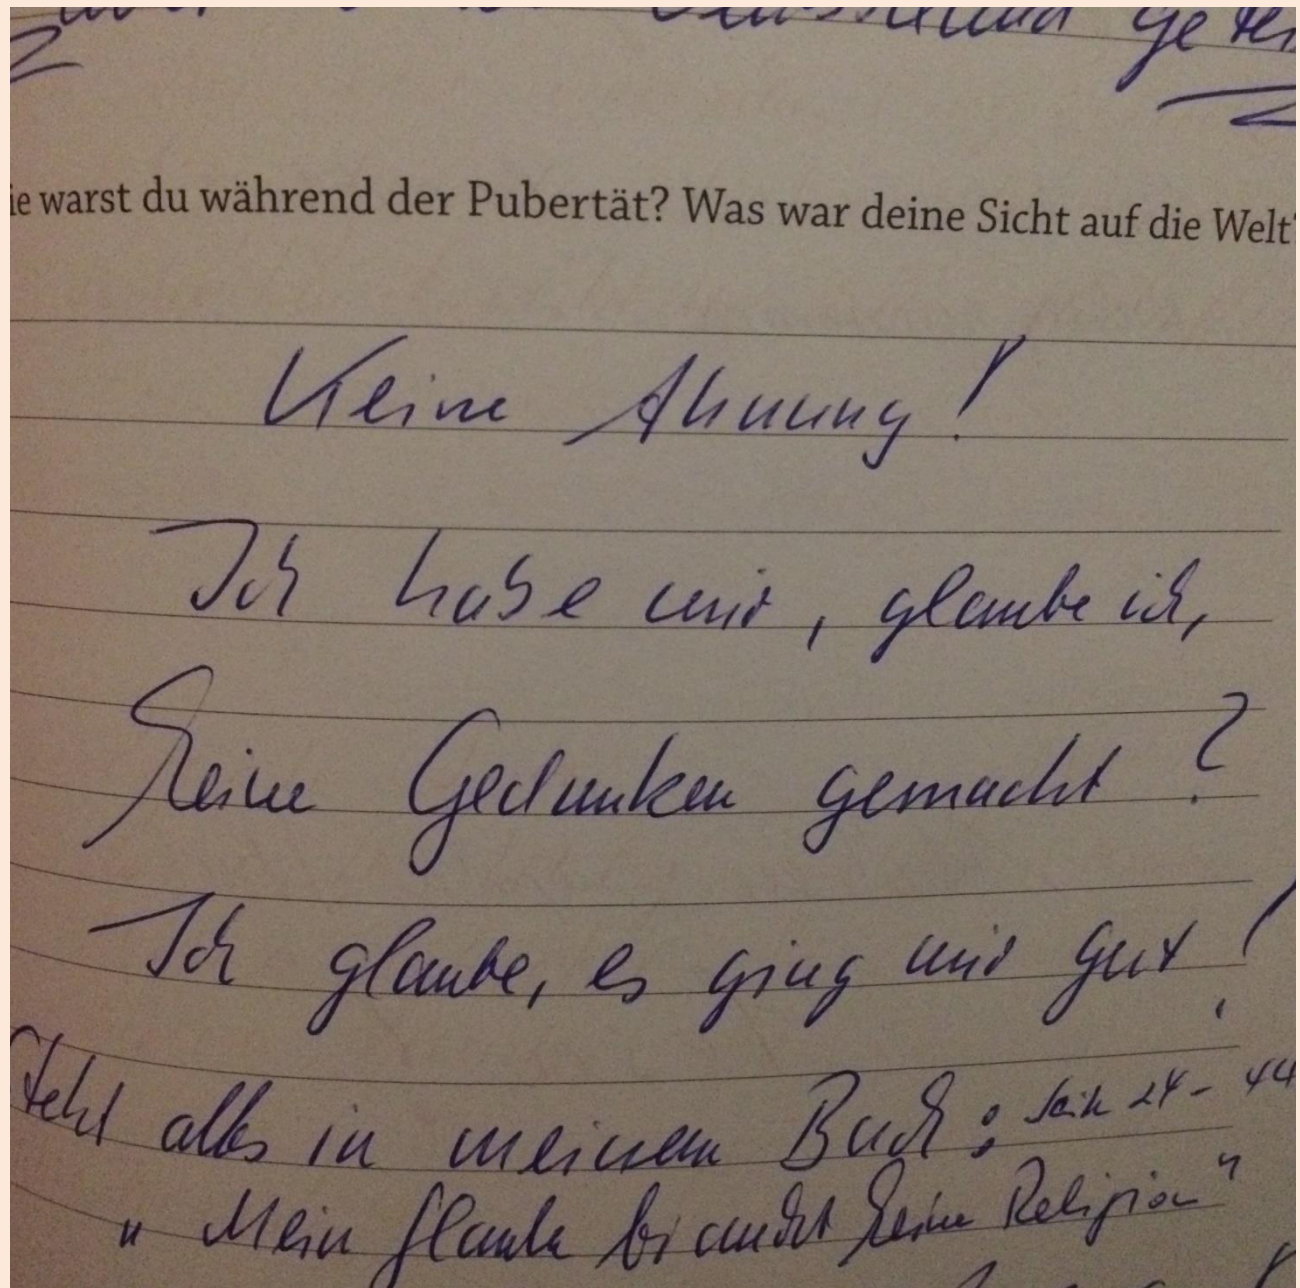 ie warst du während der Pubertät? Was war deine Sicht auf die Welt?
Keine Ahnung!
Ich habe mir, glaube ich,
keine Gedanken gemacht?
Ich glaube, es ging mir gut!
Steht alles in meinem Buch; Seite 24-44
"Mein Glaube braucht keine Religion"